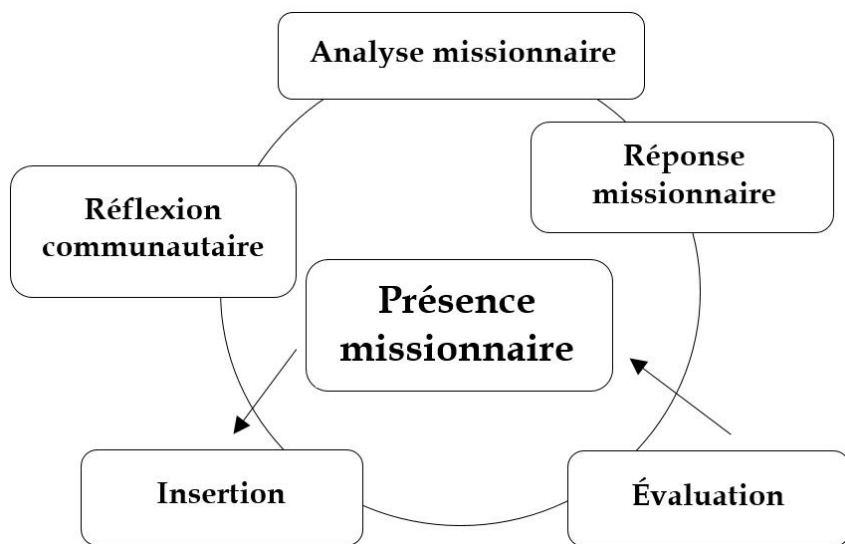 Analyse missionnaire
Réponse
missionnaire
Réflexion
communautaire
Présence
missionnaire
Insertion
Évaluation